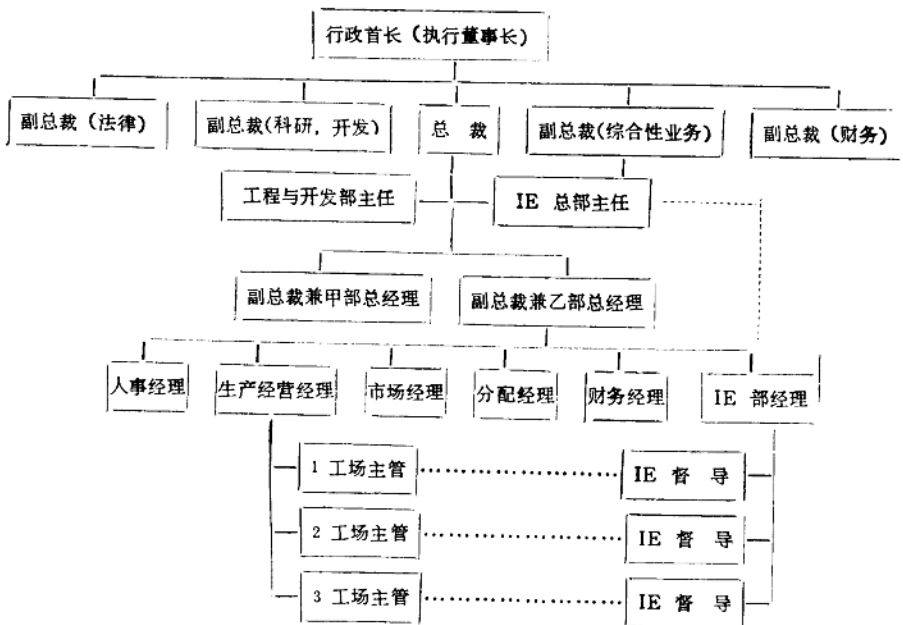 行政首长（执行董事长）
副总裁（法律）
副总裁(科研，开发)
总 裁
副总裁(综合性业务)
副总裁（财务）
工程与开发部主任
IE 总部主任
副总裁兼甲部总经理
副总裁兼乙部总经理
人事经理
生产经营经理
市场经理
分配经理
财务经理
IE 部经理
1 工场主管
IE 督 导
2 工场主管
IE 督 导
3 工场主管
IE 督 导